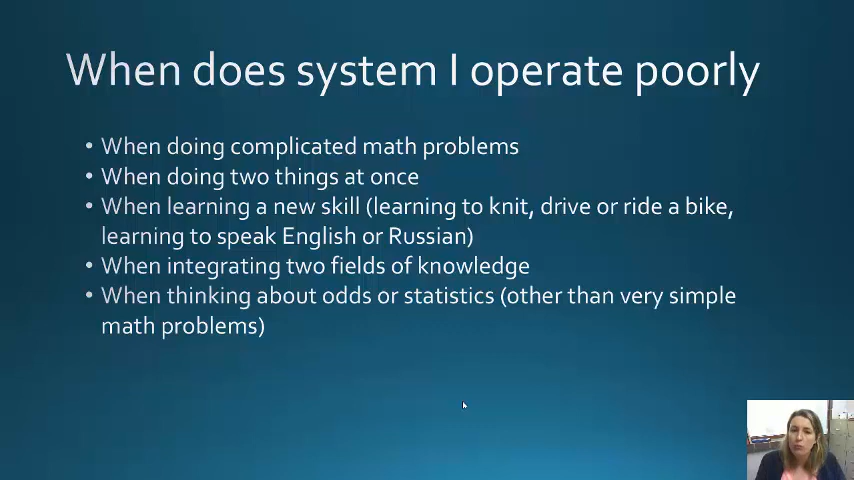 When does system I operate poorly
• When doing complicated math problems
• When doing two things at once
• When learning a new skill (learning to knit, drive or ride a bike,
learning to speak English or Russian)
• When integrating two fields of knowledge
• When thinking about odds or statistics (other than very simple
math problems)